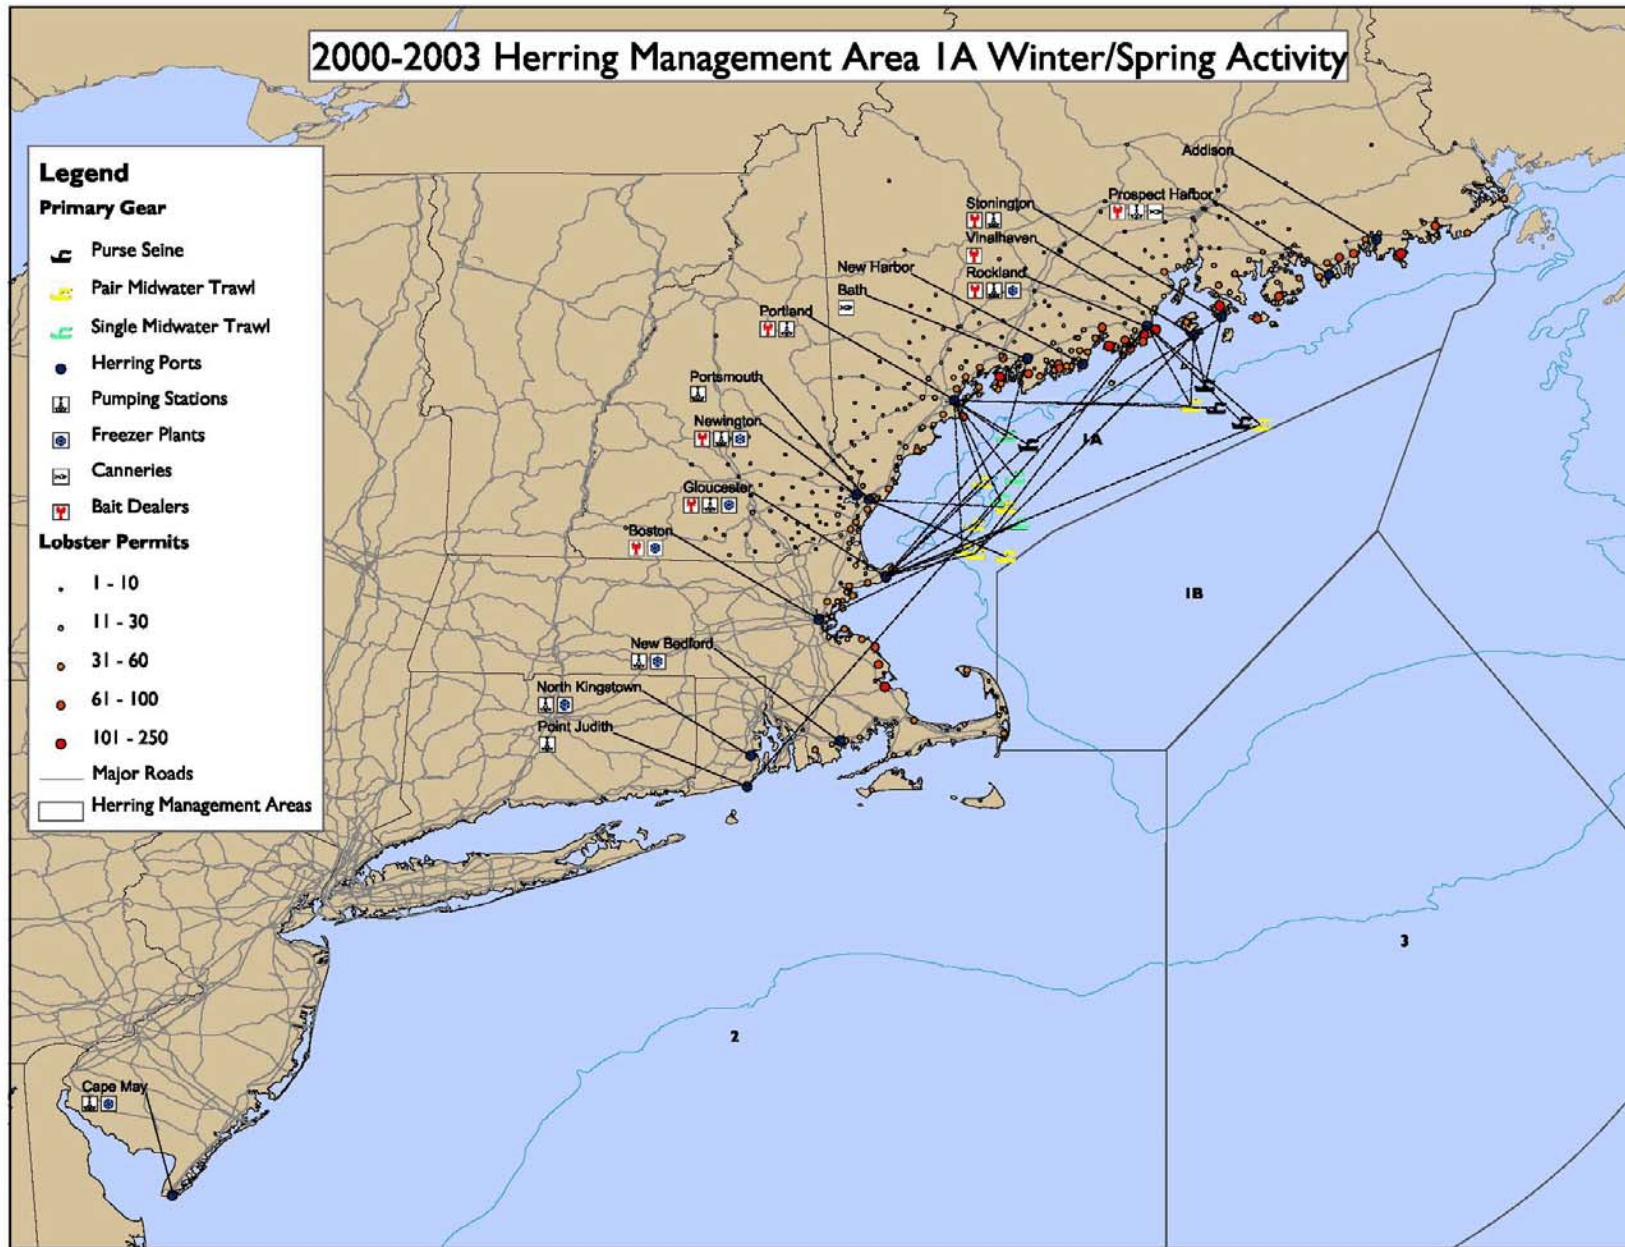 2000-2003 Herring Management Area 1A Winter/Spring Activity
Legend
Primary Gear
Purse Seine
Pair Midwater Trawl
Single Midwater Trawl
Herring Ports
Pumping Stations
Freezer Plants
Canneries
Bait Dealers
Lobster Permits
1 - 10
11 - 30
31 - 60
61 - 100
101 - 250
Major Roads
Herring Management Areas
Addison
Prospect Harbor
Stonington
Vinalhaven
Rockland
New Harbor
Bath
Portland
Portsmouth
Newington
Gloucester
Boston
New Bedford
North Kingstown
Point Judith
Cape May
1A
1B
2
3